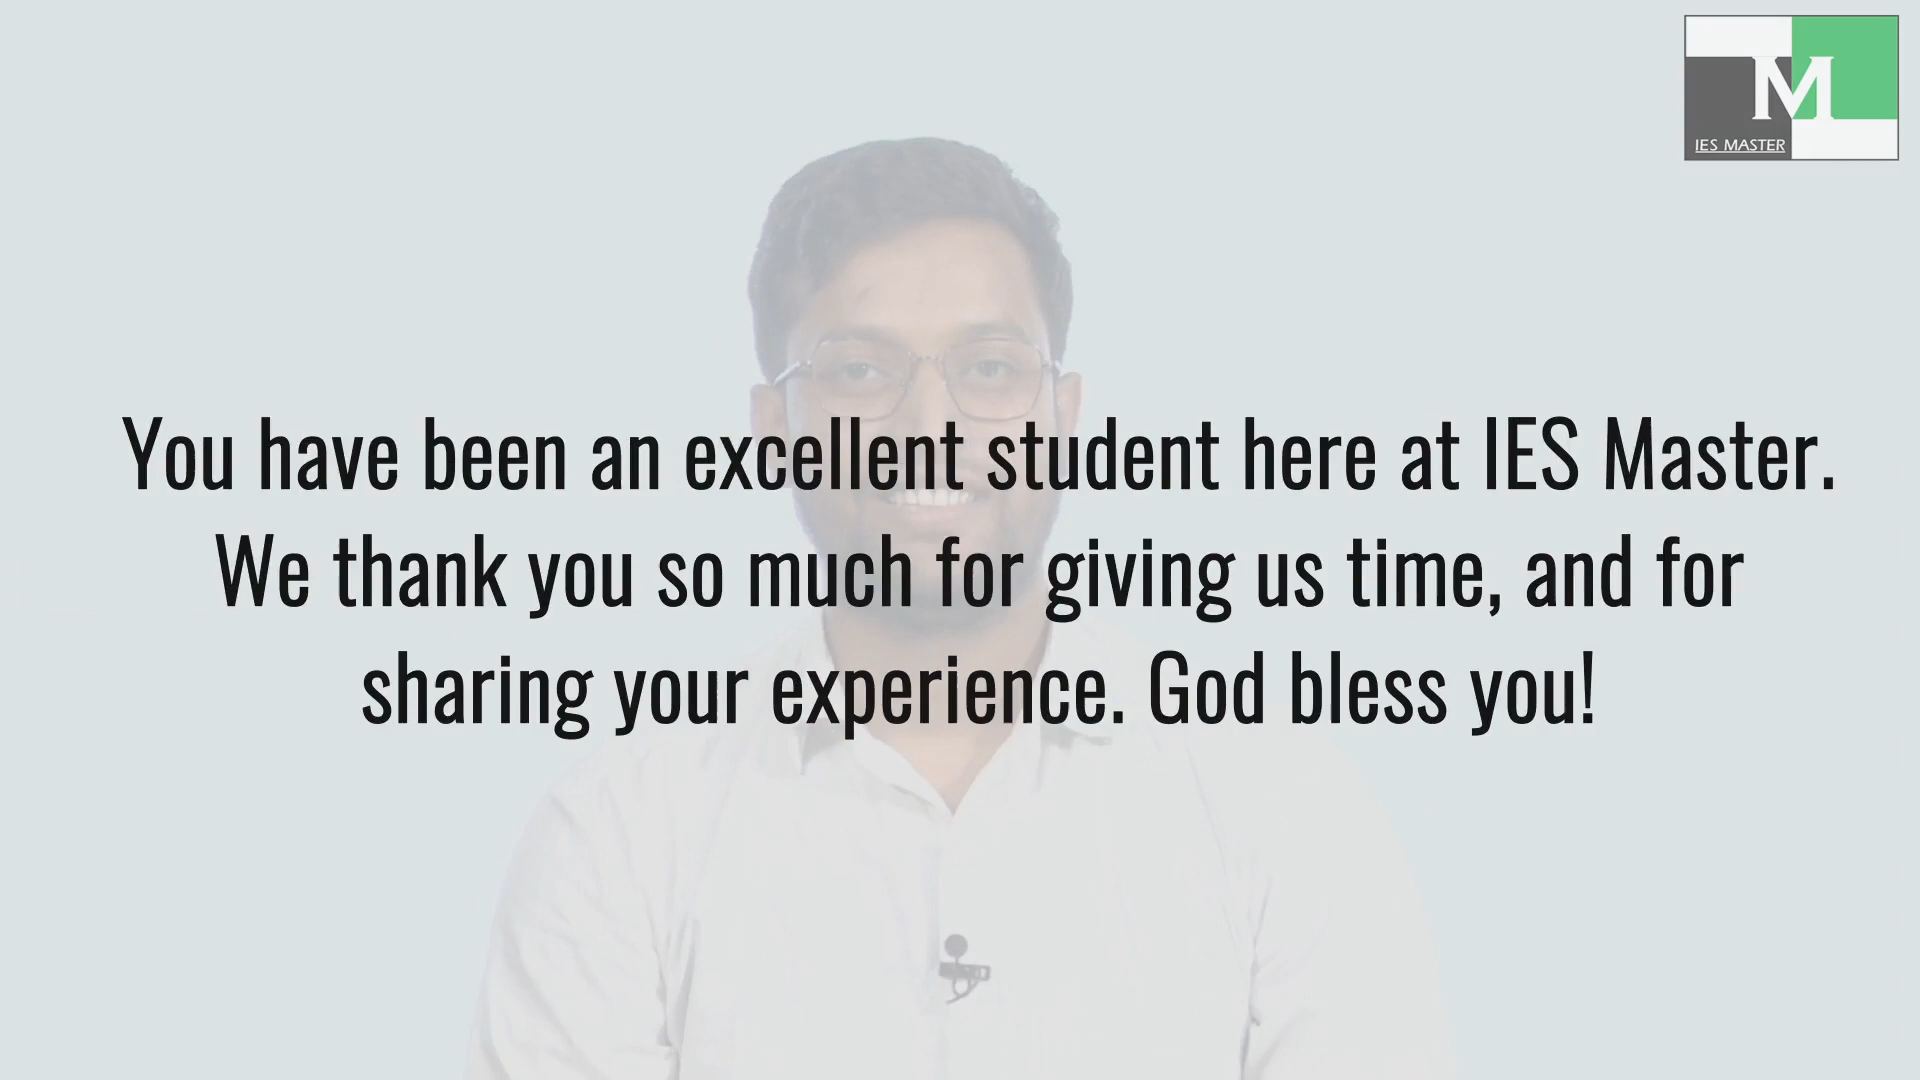 M
IES MASTER
You have been an excellent student here at IES Master.
We thank you so much for giving us time, and for
sharing your experience. God bless you!